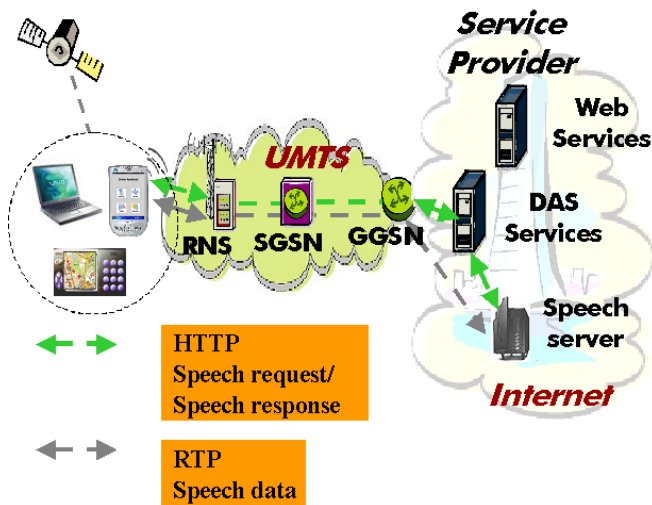 Service
Provider
Web
Services
UMTS
DAS
Services
RNS
SGSN
GGSN
Speech
server
Internet
HTTP
Speech request/
Speech response
RTP
Speech data